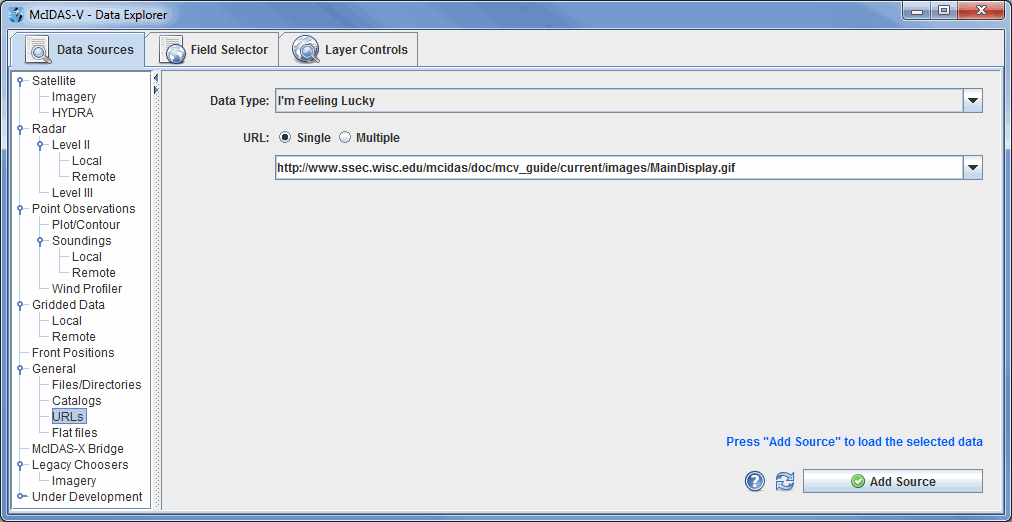 McIDAS-V - Data Explorer
Data Sources
Field Selector
Layer Controls
Satellite
Imagery
HYDRA
Radar
Level II
Local
Remote
Level III
Point Observations
Plot/Contour
Soundings
Local
Remote
Wind Profiler
Gridded Data
Local
Remote
Front Positions
General
Files/Directories
Catalogs
URLs
Flat files
McIDAS-X Bridge
Legacy Choosers
Imagery
Under Development
Data Type: I'm Feeling Lucky
URL: Single Multiple
http://www.ssec.wisc.edu/mcidas/doc/mcv_guide/current/images/MainDisplay.gif
Press "Add Source" to load the selected data
? Add Source